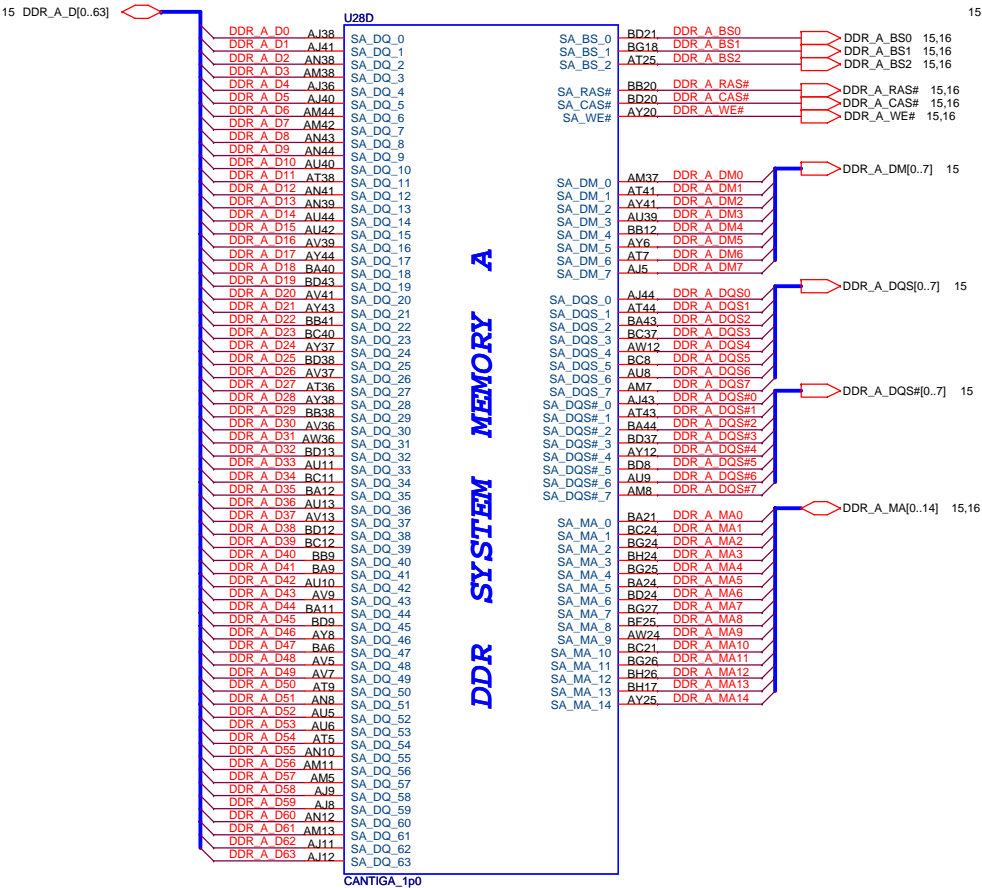 15 DDR_A_D[0..63]
15
U28D
DDR_A_D0 AJ38 SA_DQ_0
DDR_A_D1 AJ41 SA_DQ_1
DDR_A_D2 AN38 SA_DQ_2
DDR_A_D3 AM38 SA_DQ_3
DDR_A_D4 AJ36 SA_DQ_4
DDR_A_D5 AJ40 SA_DQ_5
DDR_A_D6 AM44 SA_DQ_6
DDR_A_D7 AM42 SA_DQ_7
DDR_A_D8 AN43 SA_DQ_8
DDR_A_D9 AN44 SA_DQ_9
DDR_A_D10 AU40 SA_DQ_10
DDR_A_D11 AT38 SA_DQ_11
DDR_A_D12 AN41 SA_DQ_12
DDR_A_D13 AN39 SA_DQ_13
DDR_A_D14 AU44 SA_DQ_14
DDR_A_D15 AU42 SA_DQ_15
DDR_A_D16 AV39 SA_DQ_16
DDR_A_D17 AY44 SA_DQ_17
DDR_A_D18 BA40 SA_DQ_18
DDR_A_D19 BD43 SA_DQ_19
DDR_A_D20 AV41 SA_DQ_20
DDR_A_D21 AY43 SA_DQ_21
DDR_A_D22 BB41 SA_DQ_22
DDR_A_D23 BC40 SA_DQ_23
DDR_A_D24 AY37 SA_DQ_24
DDR_A_D25 BD38 SA_DQ_25
DDR_A_D26 AV37 SA_DQ_26
DDR_A_D27 AT36 SA_DQ_27
DDR_A_D28 AY38 SA_DQ_28
DDR_A_D29 BB38 SA_DQ_29
DDR_A_D30 AV36 SA_DQ_30
DDR_A_D31 AW36 SA_DQ_31
DDR_A_D32 BD13 SA_DQ_32
DDR_A_D33 AU11 SA_DQ_33
DDR_A_D34 BC11 SA_DQ_34
DDR_A_D35 BA12 SA_DQ_35
DDR_A_D36 AU13 SA_DQ_36
DDR_A_D37 AV13 SA_DQ_37
DDR_A_D38 BD12 SA_DQ_38
DDR_A_D39 BC12 SA_DQ_39
DDR_A_D40 BB9 SA_DQ_40
DDR_A_D41 BA9 SA_DQ_41
DDR_A_D42 AU10 SA_DQ_42
DDR_A_D43 AV9 SA_DQ_43
DDR_A_D44 BA11 SA_DQ_44
DDR_A_D45 BD9 SA_DQ_45
DDR_A_D46 AY8 SA_DQ_46
DDR_A_D47 BA6 SA_DQ_47
DDR_A_D48 AV5 SA_DQ_48
DDR_A_D49 AV7 SA_DQ_49
DDR_A_D50 AT9 SA_DQ_50
DDR_A_D51 AN8 SA_DQ_51
DDR_A_D52 AU5 SA_DQ_52
DDR_A_D53 AU6 SA_DQ_53
DDR_A_D54 AT5 SA_DQ_54
DDR_A_D55 AN10 SA_DQ_55
DDR_A_D56 AM11 SA_DQ_56
DDR_A_D57 AM5 SA_DQ_57
DDR_A_D58 AJ9 SA_DQ_58
DDR_A_D59 AJ8 SA_DQ_59
DDR_A_D60 AN12 SA_DQ_60
DDR_A_D61 AM13 SA_DQ_61
DDR_A_D62 AJ11 SA_DQ_62
DDR_A_D63 AJ12 SA_DQ_63
DDR SYSTEM MEMORY A
SA_BS_0 BD21 DDR_A_BS0 DDR_A_BS0 15,16
SA_BS_1 BG18 DDR_A_BS1 DDR_A_BS1 15,16
SA_BS_2 AT25 DDR_A_BS2 DDR_A_BS2 15,16
SA_RAS# BB20 DDR_A_RAS# DDR_A_RAS# 15,16
SA_CAS# BD20 DDR_A_CAS# DDR_A_CAS# 15,16
SA_WE# AY20 DDR_A_WE# DDR_A_WE# 15,16
DDR_A_DM[0..7] 15
SA_DM_0 AM37 DDR_A_DM0
SA_DM_1 AT41 DDR_A_DM1
SA_DM_2 AY41 DDR_A_DM2
SA_DM_3 AU39 DDR_A_DM3
SA_DM_4 BB12 DDR_A_DM4
SA_DM_5 AY6 DDR_A_DM5
SA_DM_6 AT7 DDR_A_DM6
SA_DM_7 AJ5 DDR_A_DM7
DDR_A_DQS[0..7] 15
SA_DQS_0 AJ44 DDR_A_DQS0
SA_DQS_1 AT44 DDR_A_DQS1
SA_DQS_2 BA43 DDR_A_DQS2
SA_DQS_3 BC37 DDR_A_DQS3
SA_DQS_4 AW12 DDR_A_DQS4
SA_DQS_5 BC8 DDR_A_DQS5
SA_DQS_6 AU8 DDR_A_DQS6
SA_DQS_7 AM7 DDR_A_DQS7
DDR_A_DQS#[0..7] 15
SA_DQS#_0 AJ43 DDR_A_DQS#0
SA_DQS#_1 AT43 DDR_A_DQS#1
SA_DQS#_2 BA44 DDR_A_DQS#2
SA_DQS#_3 BD37 DDR_A_DQS#3
SA_DQS#_4 AY12 DDR_A_DQS#4
SA_DQS#_5 BD8 DDR_A_DQS#5
SA_DQS#_6 AU9 DDR_A_DQS#6
SA_DQS#_7 AM8 DDR_A_DQS#7
DDR_A_MA[0..14] 15,16
SA_MA_0 BA21 DDR_A_MA0
SA_MA_1 BC24 DDR_A_MA1
SA_MA_2 BG24 DDR_A_MA2
SA_MA_3 BH24 DDR_A_MA3
SA_MA_4 BG25 DDR_A_MA4
SA_MA_5 BA24 DDR_A_MA5
SA_MA_6 BD24 DDR_A_MA6
SA_MA_7 BG27 DDR_A_MA7
SA_MA_8 BF25 DDR_A_MA8
SA_MA_9 AW24 DDR_A_MA9
SA_MA_10 BC21 DDR_A_MA10
SA_MA_11 BG26 DDR_A_MA11
SA_MA_12 BH26 DDR_A_MA12
SA_MA_13 BH17 DDR_A_MA13
SA_MA_14 AY25 DDR_A_MA14
CANTIGA_1p0